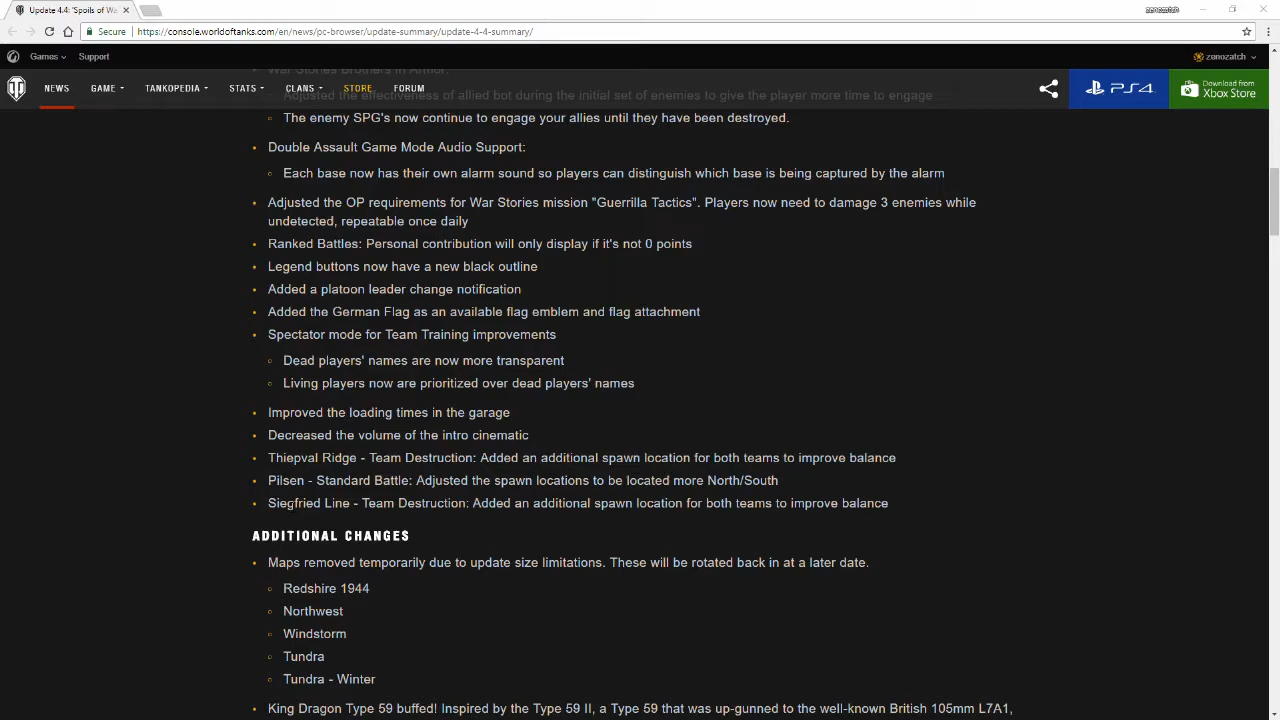 Update 4.4: 'Spoils of Wa
zenozatch
Secure
https://console.worldoftanks.com/en/news/pc-browser/update-summary/update-4-4-summary/
Games
Support
zenozatch
NEWS
GAME
TANKOPEDIA
STATS
CLANS
STORE
FORUM
PS4
Download from
Xbox Store
War Stories Brothers in Armor:
Adjusted the effectiveness of allied bot during the initial set of enemies to give the player more time to engage
The enemy SPG's now continue to engage your allies until they have been destroyed.
Double Assault Game Mode Audio Support:
Each base now has their own alarm sound so players can distinguish which base is being captured by the alarm
Adjusted the OP requirements for War Stories mission "Guerrilla Tactics". Players now need to damage 3 enemies while
undetected, repeatable once daily
Ranked Battles: Personal contribution will only display if it's not 0 points
Legend buttons now have a new black outline
Added a platoon leader change notification
Added the German Flag as an available flag emblem and flag attachment
Spectator mode for Team Training improvements
Dead players' names are now more transparent
Living players now are prioritized over dead players' names
Improved the loading times in the garage
Decreased the volume of the intro cinematic
Thiepval Ridge - Team Destruction: Added an additional spawn location for both teams to improve balance
Pilsen - Standard Battle: Adjusted the spawn locations to be located more North/South
Siegfried Line - Team Destruction: Added an additional spawn location for both teams to improve balance
ADDITIONAL CHANGES
Maps removed temporarily due to update size limitations. These will be rotated back in at a later date.
Redshire 1944
Northwest
Windstorm
Tundra
Tundra - Winter
King Dragon Type 59 buffed! Inspired by the Type 59 II, a Type 59 that was up-gunned to the well-known British 105mm L7A1,